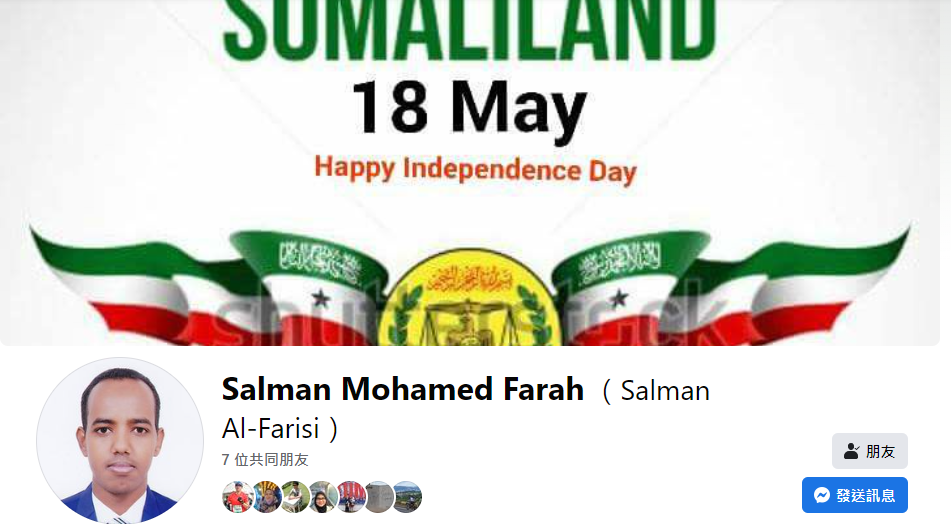 SOMALILAND
18 May
Happy Independence Day
shutterstock
Salman Mohamed Farah（Salman
Al-Farisi）
7 位共同朋友
朋友
發送訊息